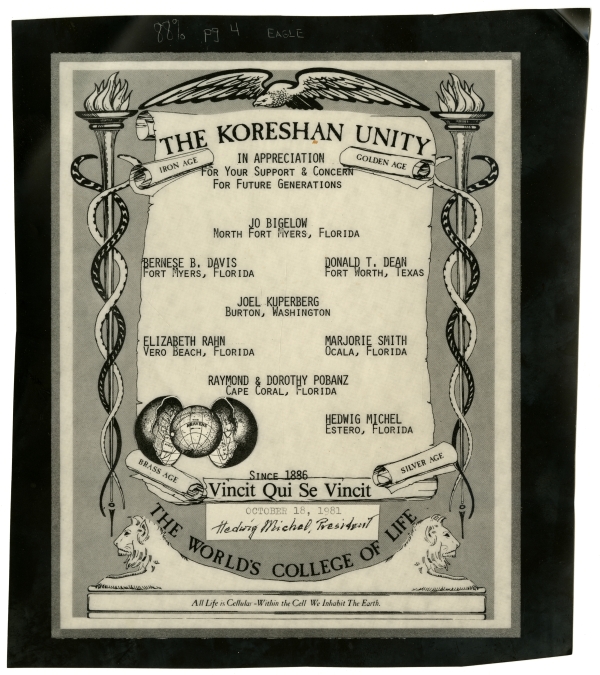 22% pg 4 EAGLE
THE KORESHAN UNITY
IRON AGE
GOLDEN AGE
IN APPRECIATION
For Your Support & Concern
For Future Generations
JO BIGELOW
North Fort Myers, Florida
BERNESE B. DAVIS
Fort Myers, Florida
DONALD T. DEAN
Fort Worth, Texas
JOEL KUPERBERG
Burton, Washington
ELIZABETH RAHN
Vero Beach, Florida
MARJORIE SMITH
Ocala, Florida
RAYMOND & DOROTHY POBANZ
Cape Coral, Florida
HEDWIG MICHEL
Estero, Florida
BRASS AGE
SILVER AGE
Since 1886
Vincit Qui Se Vincit
OCTOBER 18, 1981
Hedwig Michel, President
THE WORLD'S COLLEGE OF LIFE
All Life is Cellular - Within the Cell We Inhabit The Earth.